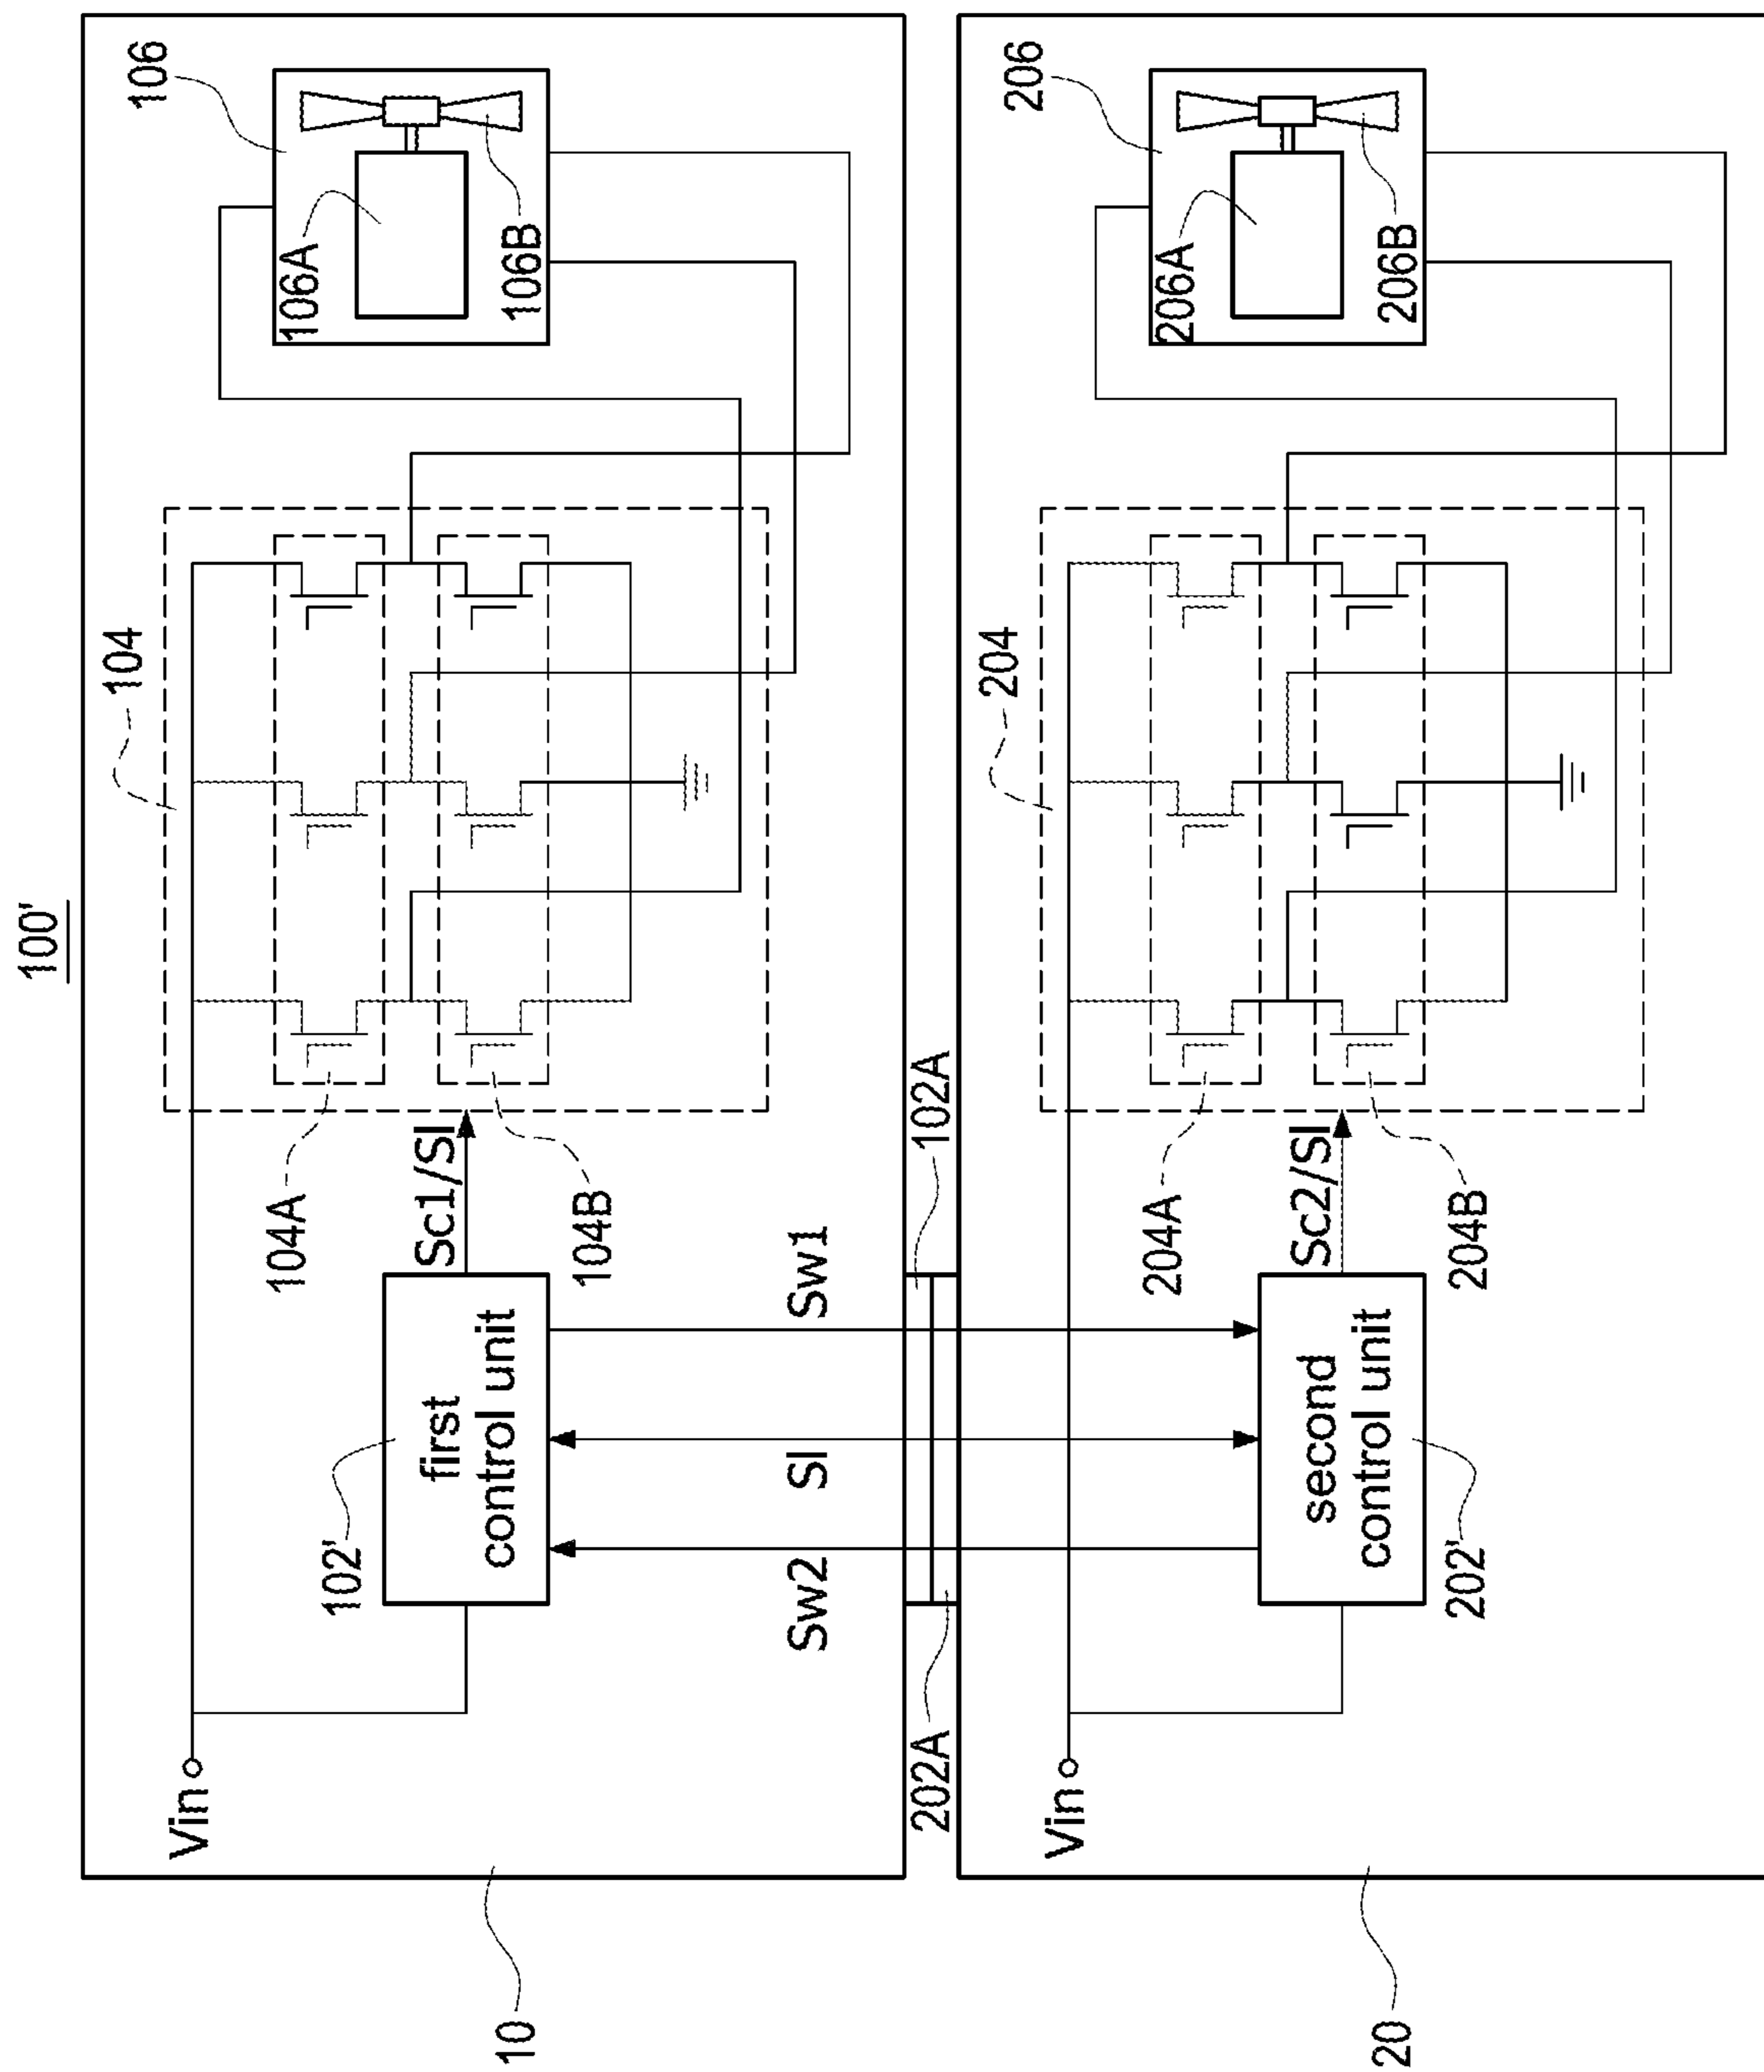 100'
Vin
first
control unit
102'
Sc1/SI
104
104A
104B
106
106A
106B
10
Sw2
SI
Sw1
202A
102A
Vin
second
control unit
202'
Sc2/SI
204
204A
204B
206
206A
206B
20